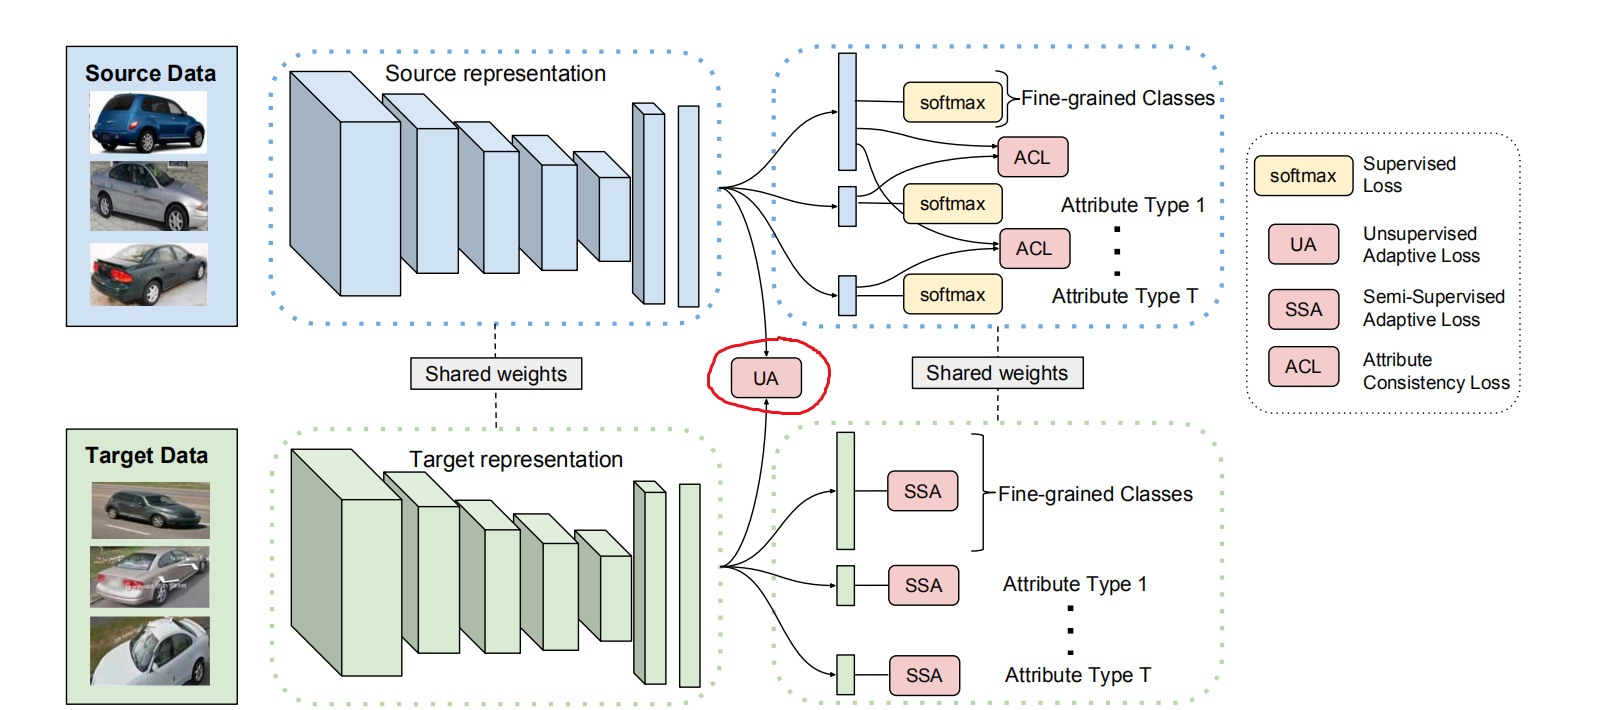 Source Data
Source representation
softmax
Fine-grained Classes
ACL
softmax
Attribute Type 1
ACL
softmax
Attribute Type T
Shared weights
UA
Shared weights
softmax
Supervised
Loss
UA
Unsupervised
Adaptive Loss
SSA
Semi-Supervised
Adaptive Loss
ACL
Attribute
Consistency Loss
Target Data
Target representation
SSA
Fine-grained Classes
SSA
Attribute Type 1
SSA
Attribute Type T